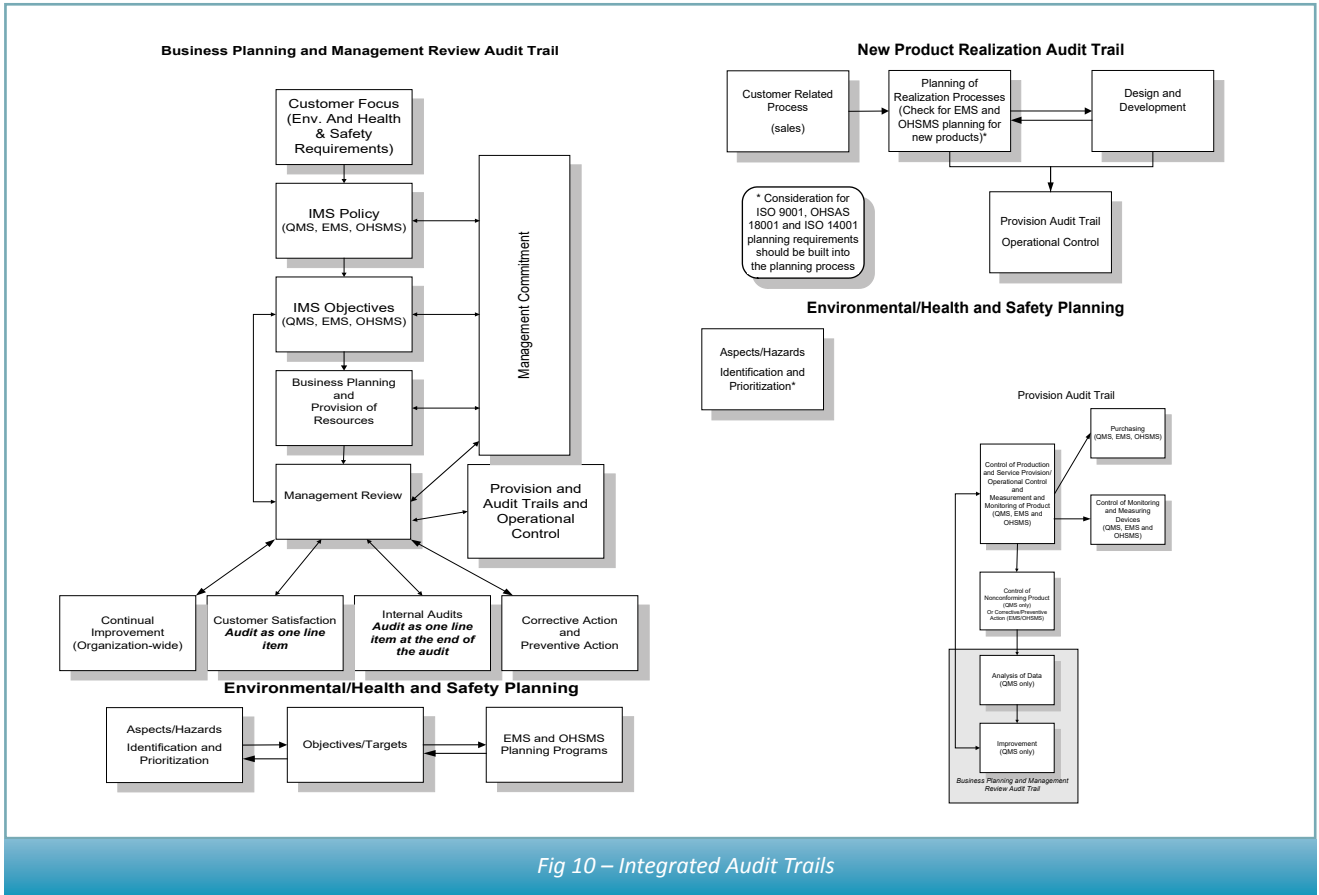 Business Planning and Management Review Audit Trail
Customer Focus
(Env. And Health
& Safety
Requirements)
IMS Policy
(QMS, EMS, OHSMS)
IMS Objectives
(QMS, EMS, OHSMS)
Business Planning
and
Provision of
Resources
Management Review
Management Commitment
Provision and
Audit Trails and
Operational
Control
Continual
Improvement
(Organization-wide)
Customer Satisfaction
Audit as one line
item
Internal Audits
Audit as one line
item at the end of
the audit
Corrective Action
and
Preventive Action
Environmental/Health and Safety Planning
Aspects/Hazards
Identification and
Prioritization
Objectives/Targets
EMS and OHSMS
Planning Programs
New Product Realization Audit Trail
Customer Related
Process
(sales)
Planning of
Realization Processes
(Check for EMS and
OHSMS planning for
new products)*
Design and
Development
* Consideration for
ISO 9001, OHSAS
18001 and ISO 14001
planning requirements
should be built into
the planning process
Provision Audit Trail
Operational Control
Environmental/Health and Safety Planning
Aspects/Hazards
Identification and
Prioritization*
Provision Audit Trail
Purchasing
(QMS, EMS, OHSMS)
Control of Production
and Service Provision/
Operational Control
and
Measurement and
Monitoring of Product
(QMS, EMS and
OHSMS)
Control of Monitoring
and Measuring
Devices
(QMS, EMS and
OHSMS)
Control of
Nonconforming Product
(QMS only)
Or Corrective/Preventive
Action (EMS/OHSMS)
Analysis of Data
(QMS only)
Improvement
(QMS only)
Business Planning and Management
Review Audit Trail
Fig 10 – Integrated Audit Trails